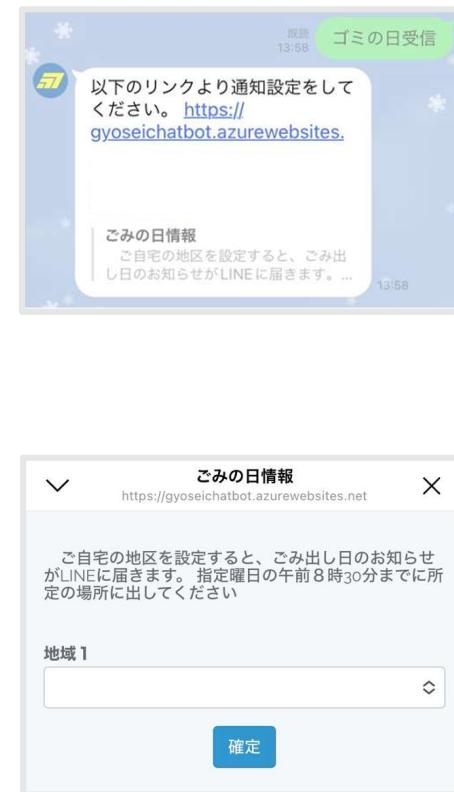 既読
13:58
ゴミの日受信
以下のリンクより通知設定をして
ください。 https://
gyoseichatbot.azurewebsites.
ごみの日情報
ご自宅の地区を設定すると、ごみ出
し日のお知らせがLINEに届きます。...
13:58
ごみの日情報
https://gyoseichatbot.azurewebsites.net
ご自宅の地区を設定すると、ごみ出し日のお知らせ
がLINEに届きます。 指定曜日の午前８時30分までに所
定の場所に出してください
地域１
確定